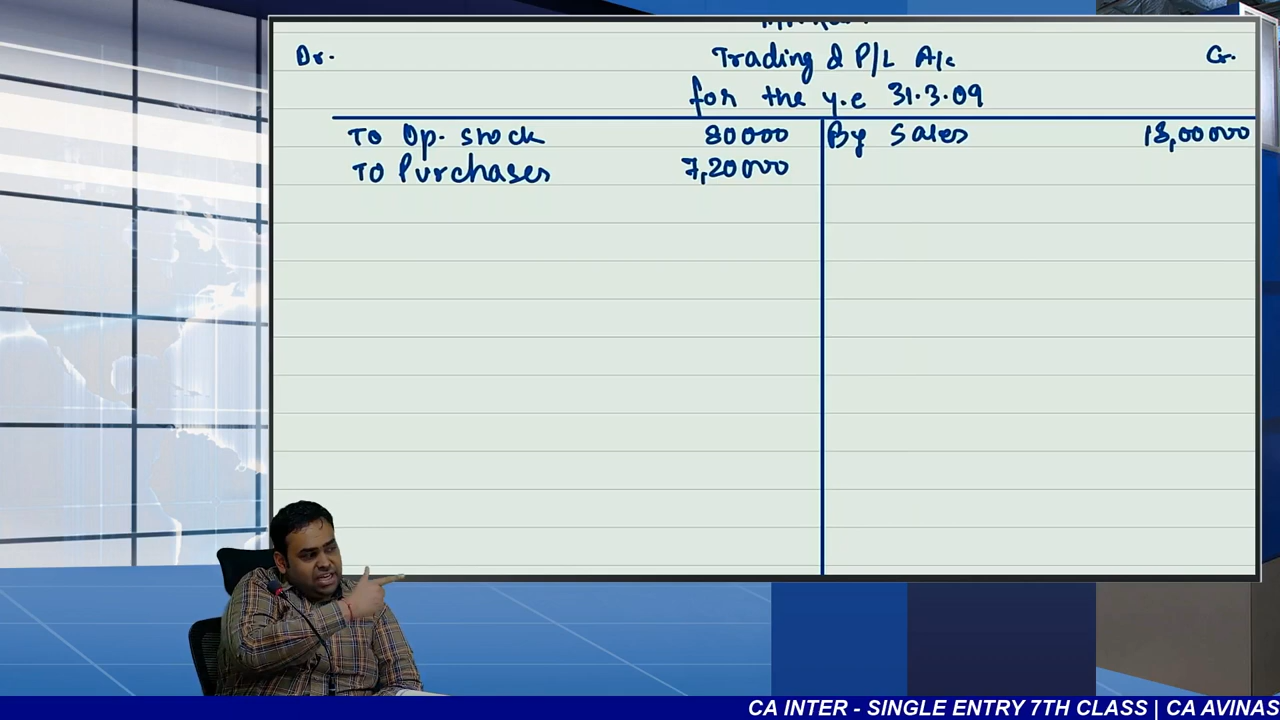 Dr. Trading & P/L A/c Cr.
for the y.e 31.3.09
To Op. stock 80000 By Sales 18,00000
To Purchases 7,20000
CA INTER - SINGLE ENTRY 7TH CLASS | CA AVINAS